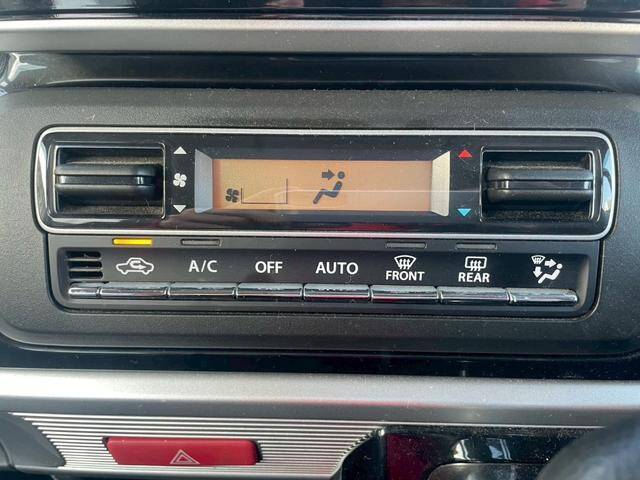 A/C OFF AUTO FRONT REAR